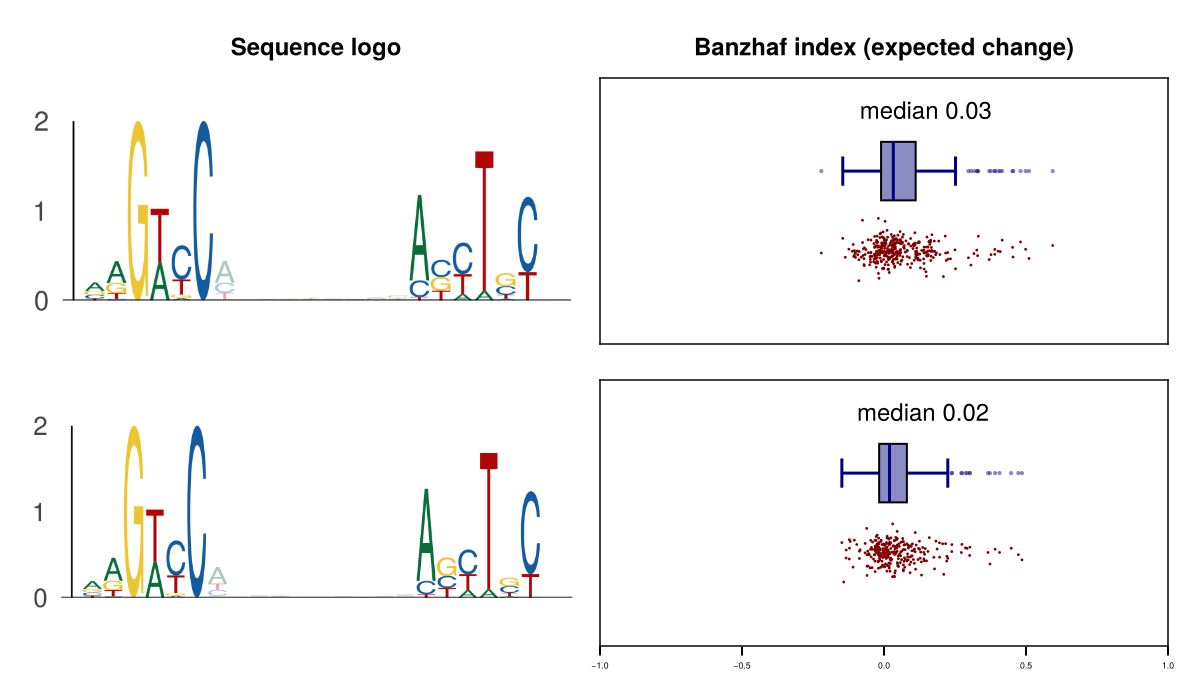 Sequence logo
Banzhaf index (expected change)
2
1
0
median 0.03
2
1
0
median 0.02
−1.0 −0.5 0.0 0.5 1.0